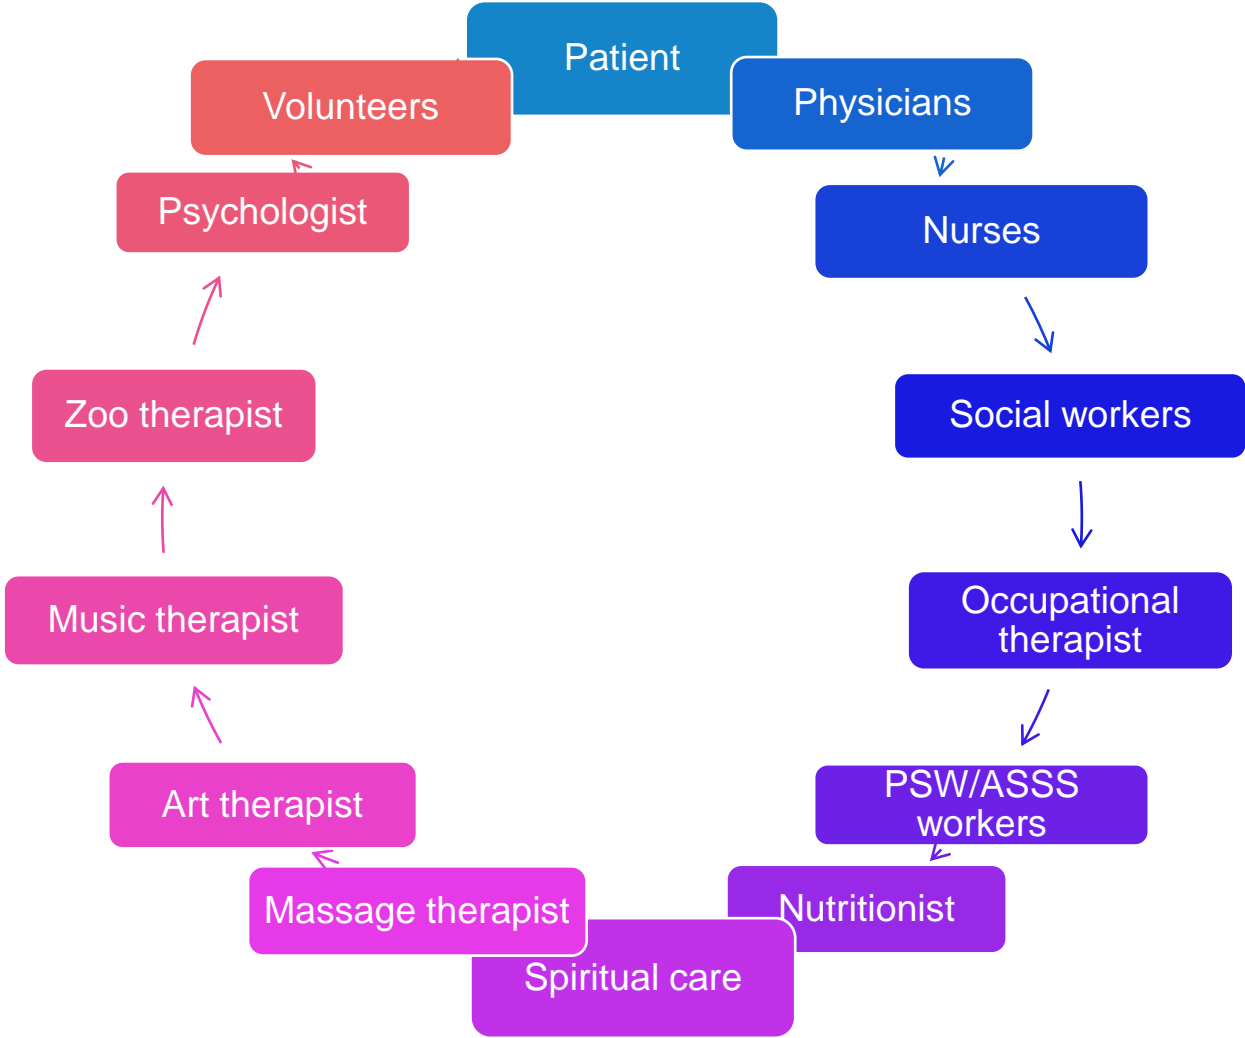 Patient
Physicians
Nurses
Social workers
Occupational
therapist
PSW/ASSS
workers
Nutritionist
Spiritual care
Massage therapist
Art therapist
Music therapist
Zoo therapist
Psychologist
Volunteers